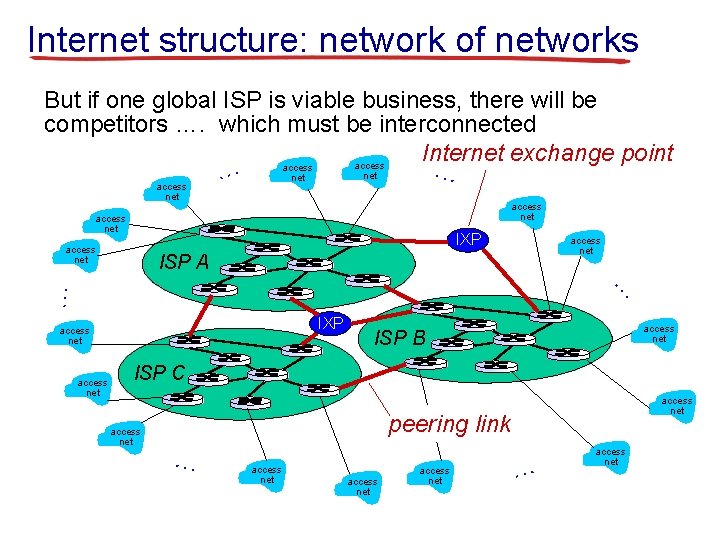 Internet structure: network of networks
But if one global ISP is viable business, there will be
competitors …. which must be interconnected
Internet exchange point
access
net
access
net
access
net
access
net
access
net
IXP
access
net
access
net
ISP A
…
…
…
…
access
net
IXP
ISP B
access
net
access
net
ISP C
access
net
peering link
access
net
access
net
…
access
net
access
net
access
net
…